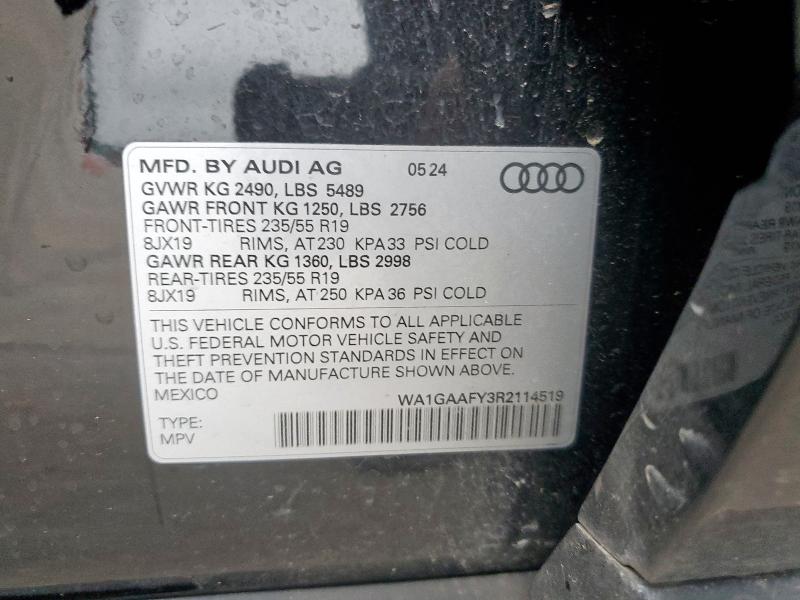 MFD. BY AUDI AG 05 24
GVWR KG 2490, LBS 5489
GAWR FRONT KG 1250, LBS 2756
FRONT-TIRES 235/55 R19
8JX19 RIMS, AT 230 KPA 33 PSI COLD
GAWR REAR KG 1360, LBS 2998
REAR-TIRES 235/55 R19
8JX19 RIMS, AT 250 KPA 36 PSI COLD
THIS VEHICLE CONFORMS TO ALL APPLICABLE
U.S. FEDERAL MOTOR VEHICLE SAFETY AND
THEFT PREVENTION STANDARDS IN EFFECT ON
THE DATE OF MANUFACTURE SHOWN ABOVE.
MEXICO WA1GAAFY3R2114519
TYPE:
MPV